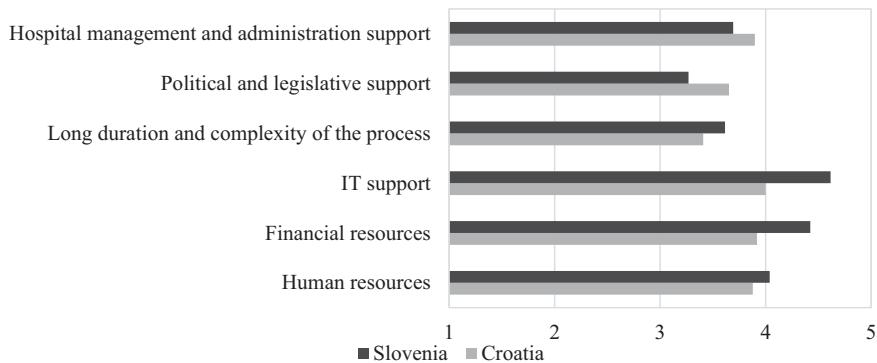 Hospital management and administration support
Political and legislative support
Long duration and complexity of the process
IT support
Financial resources
Human resources
1 2 3 4 5
Slovenia Croatia